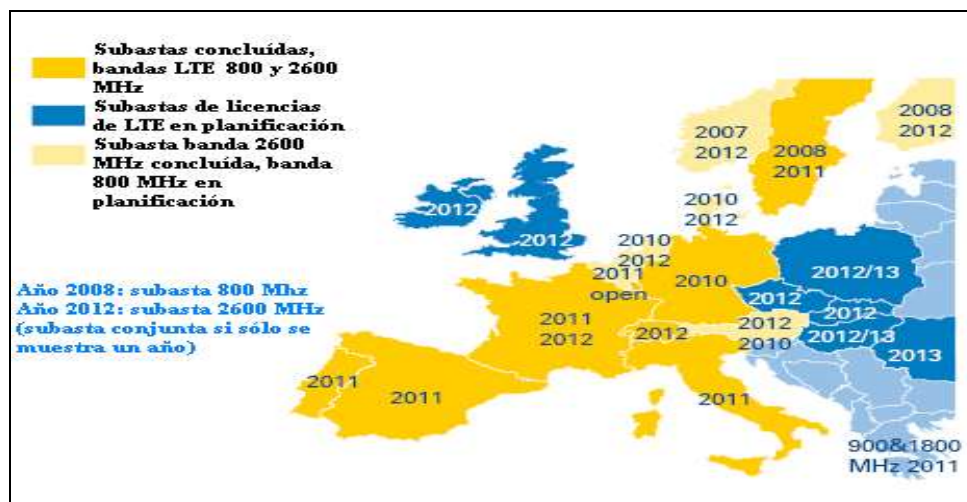 Subastas concluídas,
bandas LTE 800 y 2600
MHz
Subastas de licencias
de LTE en planificación
Subasta banda 2600
MHz concluída, banda
800 MHz en
planificación
Año 2008: subasta 800 Mhz
Año 2012: subasta 2600 MHz
(subasta conjunta si sólo se
muestra un año)
2007
2012
2008
2011
2008
2012
2010
2012
2012
2012
2010
2012
2011
open
2010
2012/13
2012
2012
2011
2012
2012
2012
2010
2012/13
2013
2011
2011
2011
900&1800
MHz 2011